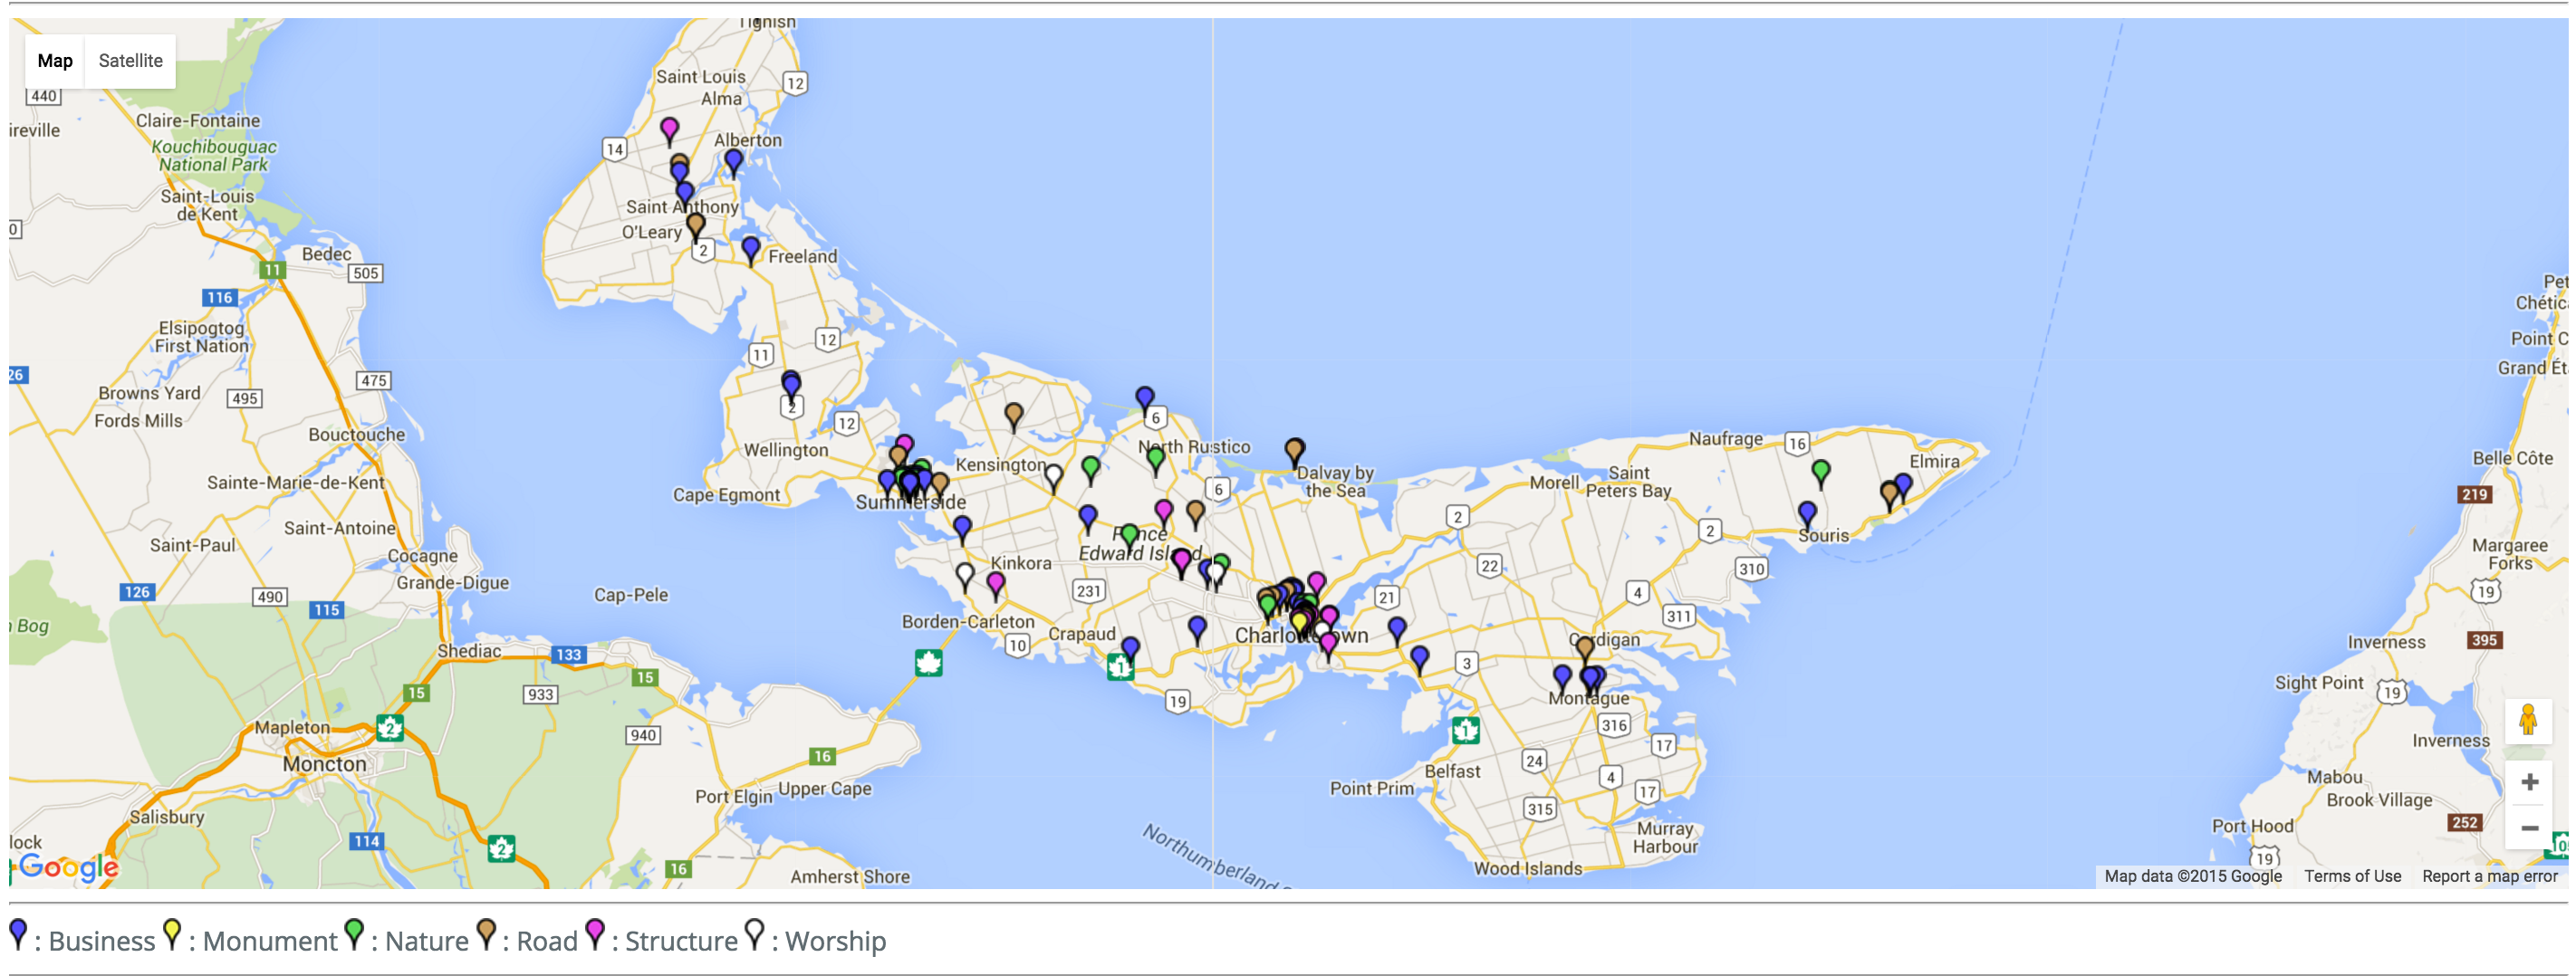 Tignish
Map Satellite
Saint Louis
12
440
Alma
Claire-Fontaine
ireville
Alberton
14
Kouchibouguac
National Park
Saint-Louis
de Kent
Saint Anthony
O'Leary
2
Bedec
Freeland
11
505
116
Pet
Chétic
Elsipogtog
First Nation
12
Point C
11
Grand Ét
26
475
Browns Yard
495
2
Fords Mills
12
6
Bouctouche
Naufrage
16
North Rustico
Wellington
Belle Côte
Kensington
Elmira
Dalvay by
the Sea
Saint
Peters Bay
Morell
Sainte-Marie-de-Kent
6
219
Cape Egmont
Summerside
2
2
Saint-Antoine
Prince
Edward Island
Souris
Saint-Paul
Margaree
Forks
Cocagne
Kinkora
22
310
Grande-Digue
126
490
Cap-Pele
231
21
4
19
115
311
n Bog
Borden-Carleton
Crapaud
Charlottetown
Cardigan
Inverness
395
10
Shediac
133
1
3
15
15
933
19
Montague
Sight Point
19
Mapleton
2
316
1
940
17
Inverness
16
Moncton
24
Belfast
4
Mabou
Port Elgin
Upper Cape
Point Prim
17
Brook Village
Salisbury
315
Port Hood
252
lock
114
2
Murray
Harbour
105
19
Google
16
Amherst Shore
Northumberland
Wood Islands
Map data ©2015 Google Terms of Use Report a map error
: Business : Monument : Nature : Road : Structure : Worship